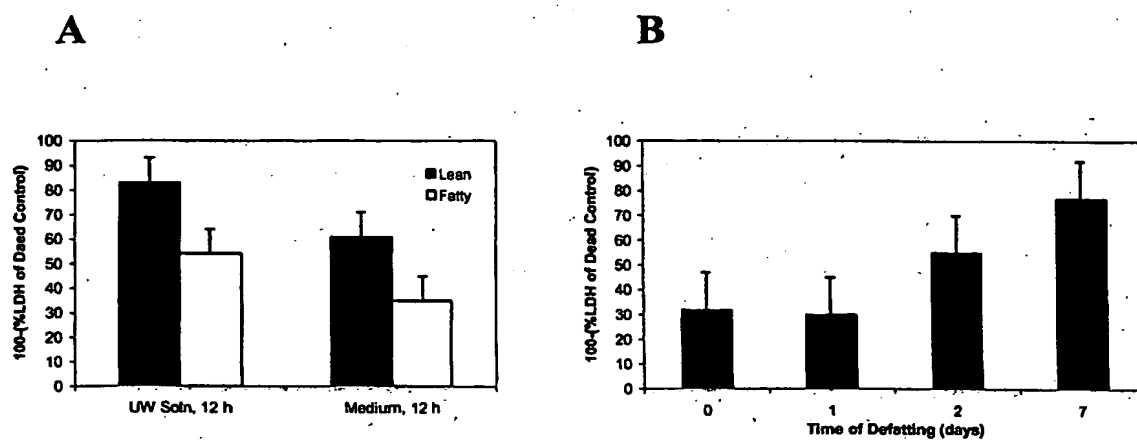 A
100-(%LDH of Daed Control)
100
90
80
70
60
50
40
30
20
10
0
Lean
Fatty
UW Soln, 12 h
Medium, 12 h
B
100-(%LDH of Dead Control)
100
90
80
70
60
50
40
30
20
10
0
0 1 2 7
Time of Defatting (days)